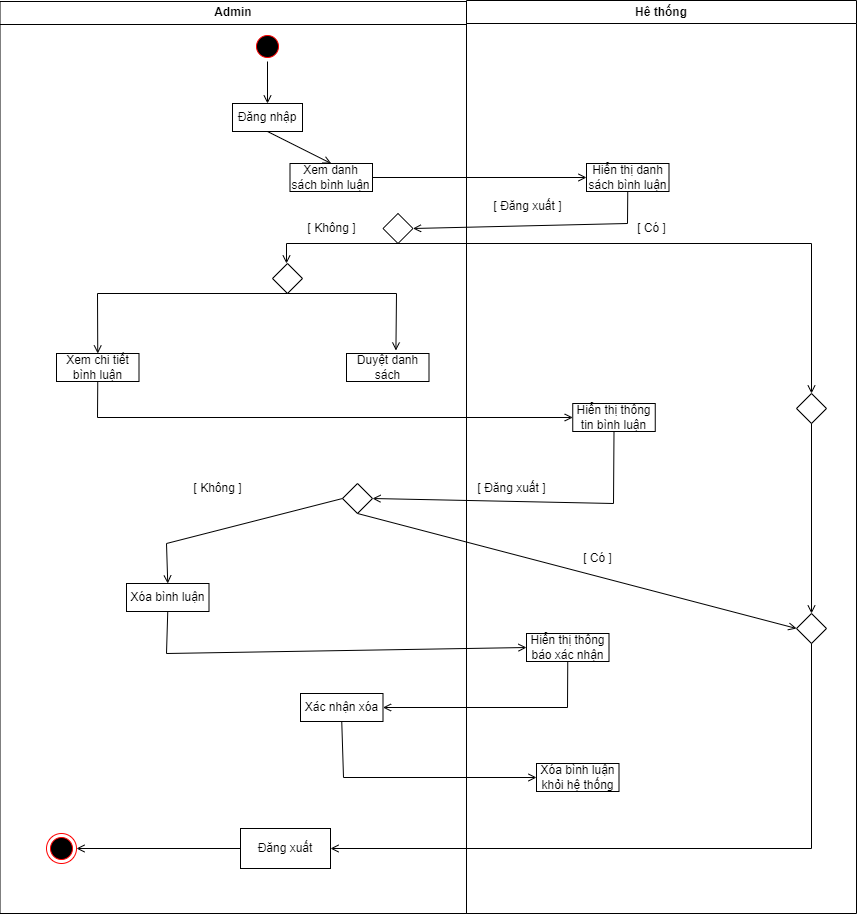 Admin
Hê thống
Đăng nhập
Xem danh
sách bình luận
Hiển thị danh
sách bình luận
[ Đăng xuất ]
[ Không ]
[ Có ]
Xem chi tiết
bình luận
Duyệt danh
sách
Hiển thị thông
tin bình luận
[ Không ]
[ Đăng xuất ]
[ Có ]
Xóa bình luận
Hiển thị thông
báo xác nhận
Xác nhận xóa
Xóa bình luận
khỏi hệ thống
Đăng xuất